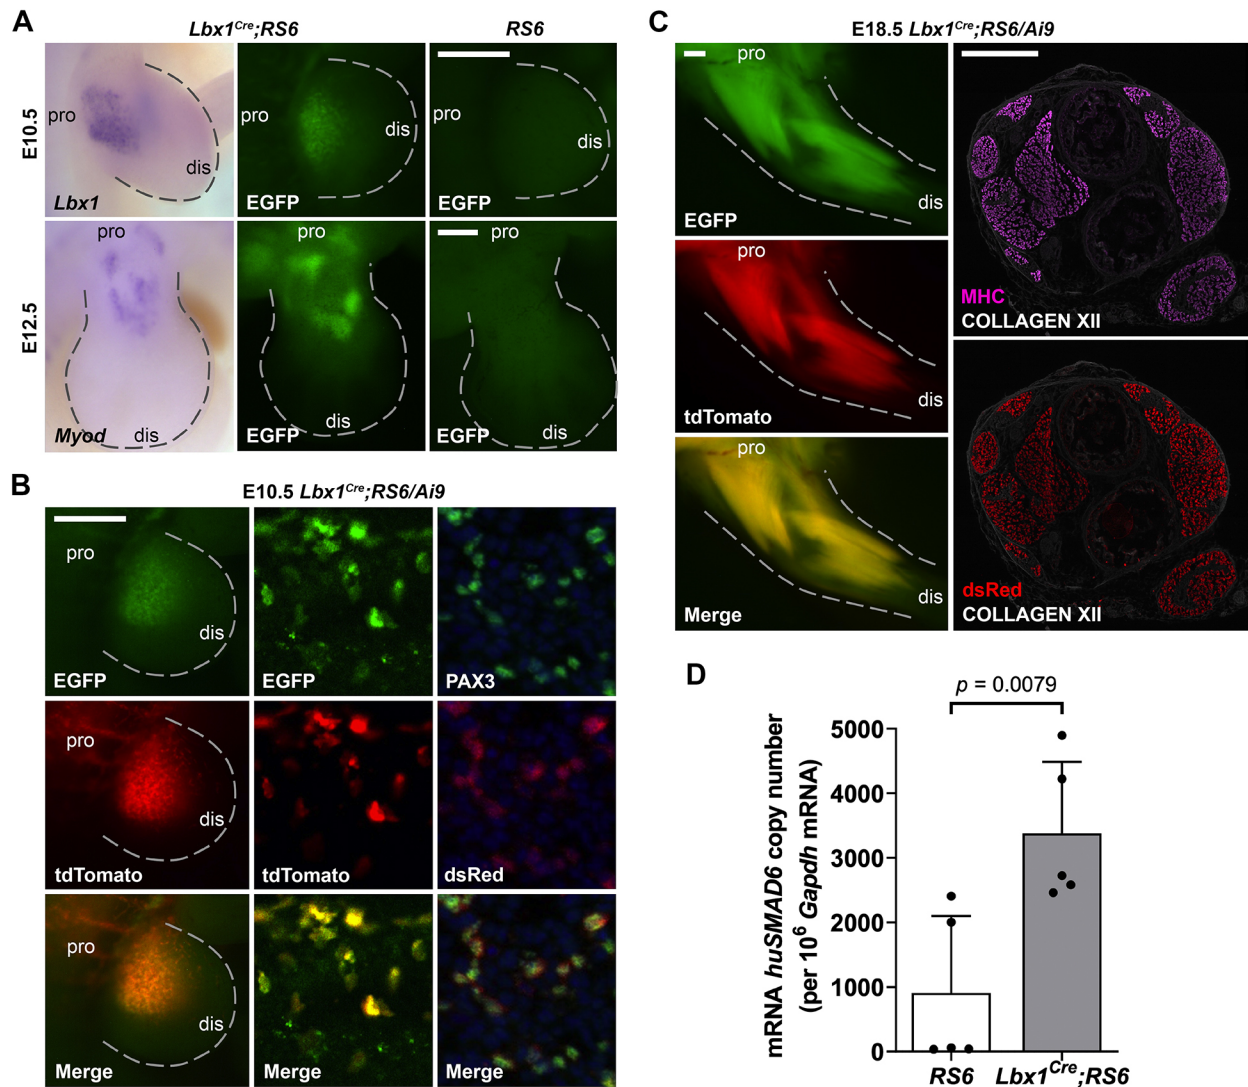 A
Lbx1Cre;RS6
RS6
E10.5
pro
dis
Lbx1
pro
dis
EGFP
pro
dis
EGFP
E12.5
pro
Myod
dis
pro
EGFP
dis
pro
EGFP
dis
B
E10.5 Lbx1Cre;RS6/Ai9
pro
dis
EGFP
EGFP
PAX3
pro
dis
tdTomato
tdTomato
dsRed
pro
dis
Merge
Merge
Merge
C
E18.5 Lbx1Cre;RS6/Ai9
pro
dis
EGFP
pro
dis
tdTomato
pro
dis
Merge
MHC
COLLAGEN XII
dsRed
COLLAGEN XII
D
p = 0.0079
mRNA huSMAD6 copy number
(per 10^6 Gapdh mRNA)
5000
4000
3000
2000
1000
0
RS6
Lbx1Cre;RS6